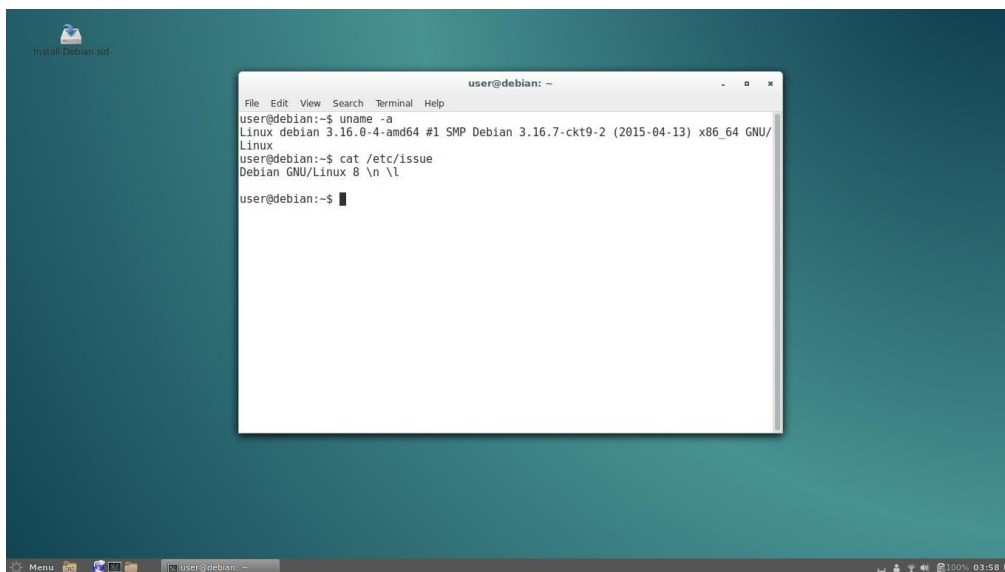 Install Debian sid
user@debian: ~
File Edit View Search Terminal Help
user@debian:~$ uname -a
Linux debian 3.16.0-4-amd64 #1 SMP Debian 3.16.7-ckt9-2 (2015-04-13) x86_64 GNU/
Linux
user@debian:~$ cat /etc/issue
Debian GNU/Linux 8 \n \l
user@debian:~$
Menu
user@debian: ~
100% 03:58